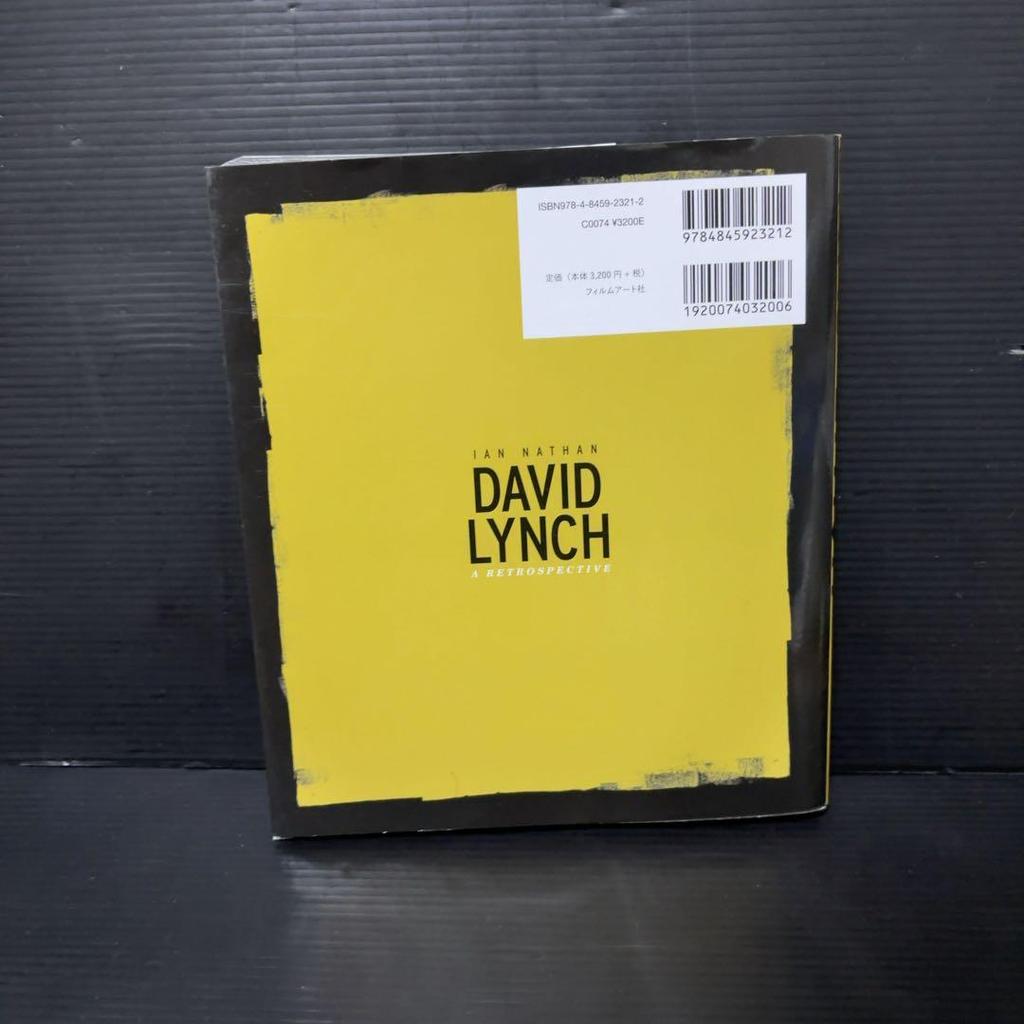 ISBN978-4-8459-2321-2
C0074 ¥3200E
9784845923212
定価（本体3,200円+税）
フィルムアート社
1920074032006
IAN NATHAN
DAVID
LYNCH
A RETROSPECTIVE